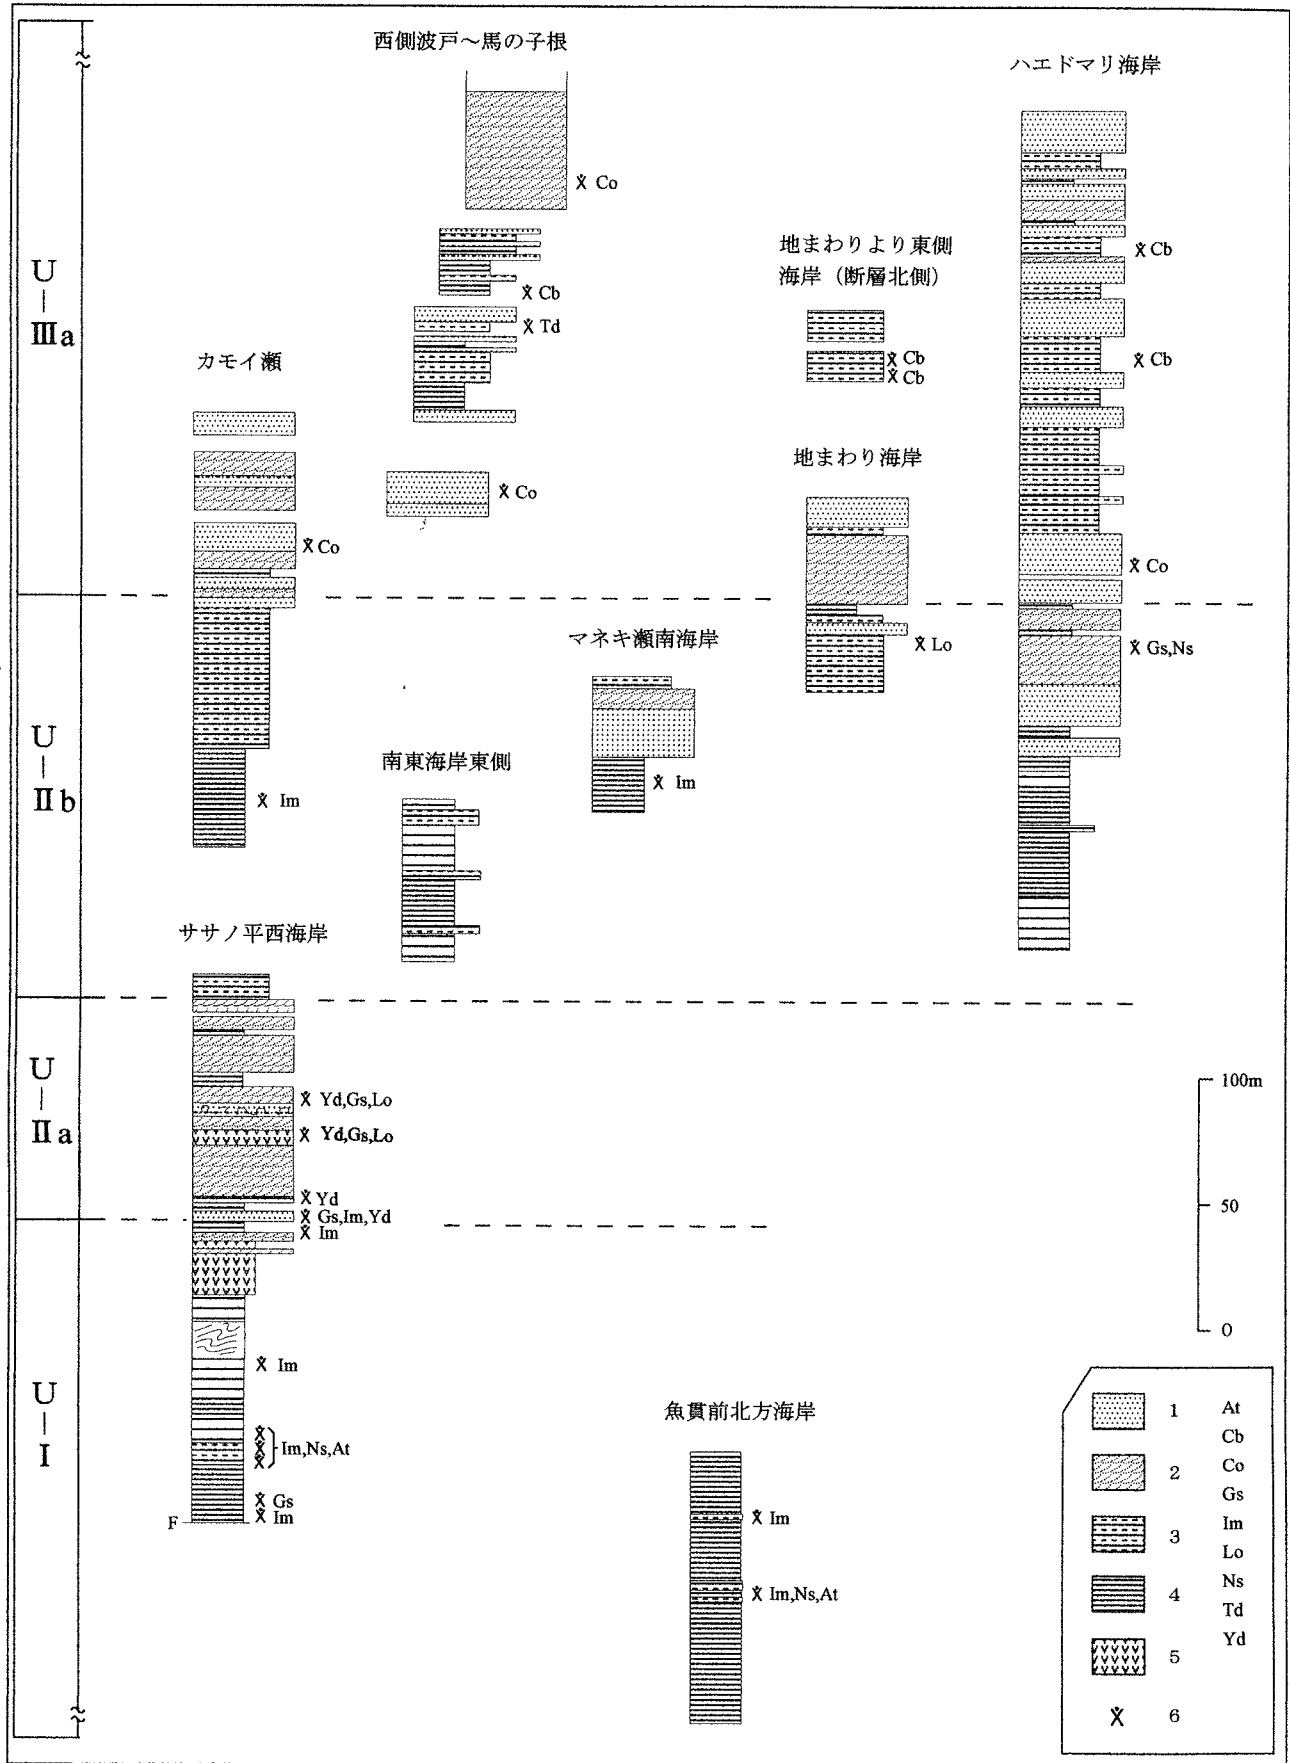 西側波戸～馬の子根
ハエドマリ海岸
Co
地まわりより東側
海岸（断層北側）
Cb
Cb
U
|
Ⅲa
Td
カモイ瀬
Cb
Cb
Cb
地まわり海岸
Co
Co
Co
マネキ瀬南海岸
Lo
Gs,Ns
U
|
Ⅱb
南東海岸東側
Im
Im
ササノ平西海岸
U
|
Ⅱa
Yd,Gs,Lo
Yd,Gs,Lo
Yd
Gs,Im,Yd
Im
100m
50
0
U
|
I
Im
Im,Ns,At
Gs
Im
F
魚貫前北方海岸
Im
Im,Ns,At
1
2
3
4
5
6
At
Cb
Co
Gs
Im
Lo
Ns
Td
Yd